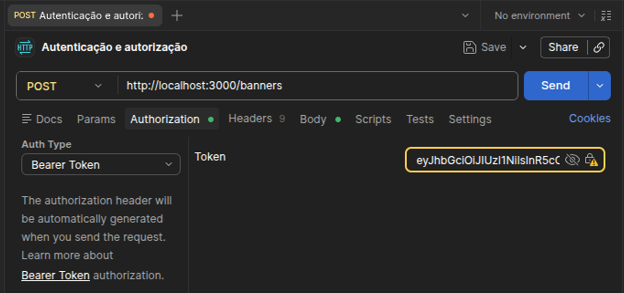 POST Autenticação e autori:
No environment
HTTP Autenticação e autorização
Save
Share
POST http://localhost:3000/banners
Send
Docs Params Authorization Headers 9 Body Scripts Tests Settings Cookies
Auth Type
Bearer Token
Token
The authorization header will
be automatically generated
when you send the request.
Learn more about
Bearer Token authorization.